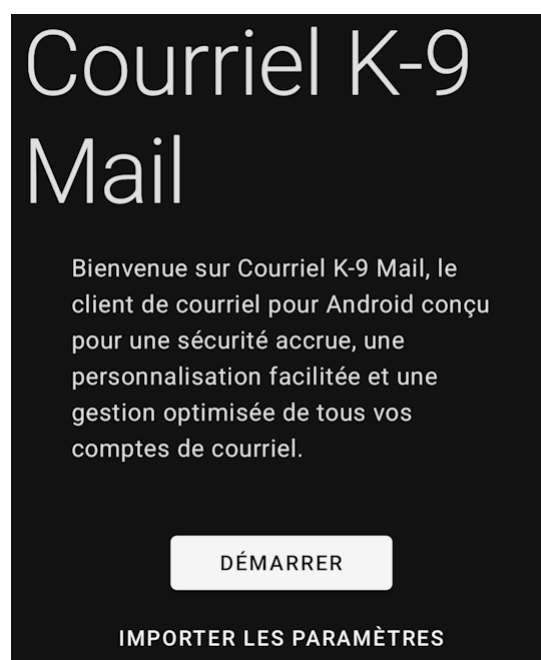 Courriel K-9
Mail
Bienvenue sur Courriel K-9 Mail, le
client de courriel pour Android conçu
pour une sécurité accrue, une
personnalisation facilitée et une
gestion optimisée de tous vos
comptes de courriel.
DÉMARRER
IMPORTER LES PARAMÈTRES